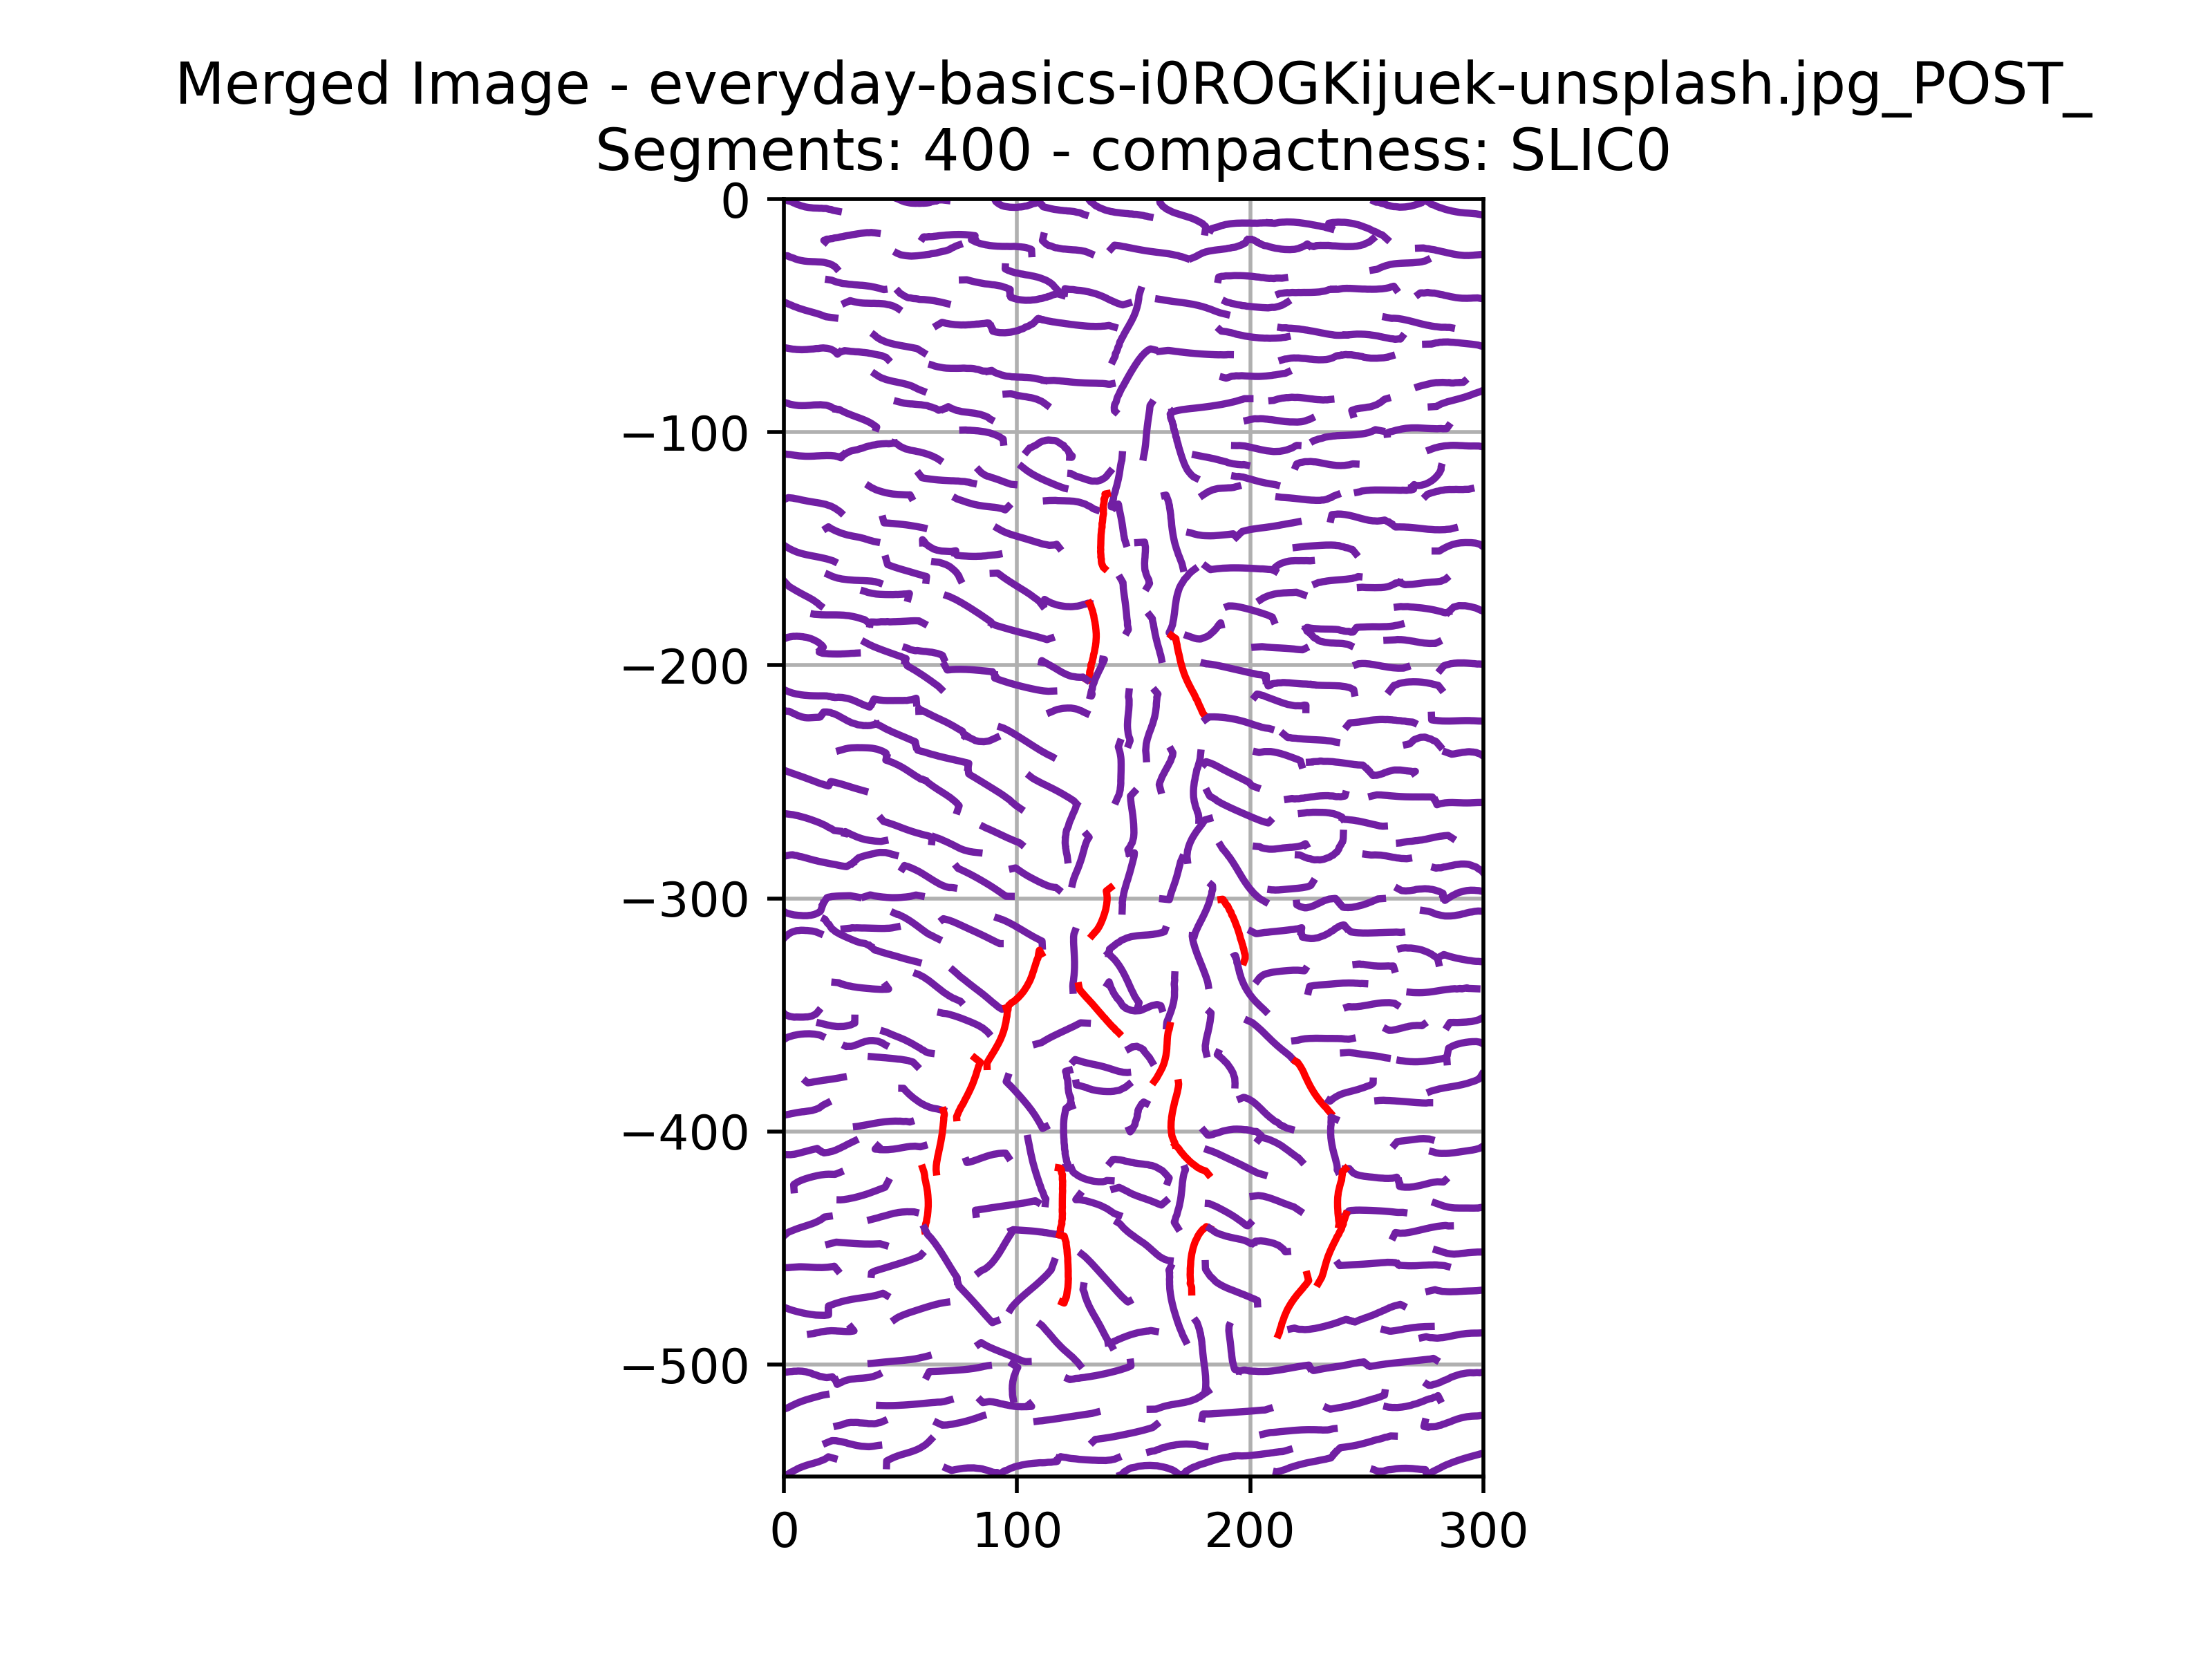 Merged Image - everyday-basics-i0ROGKijuek-unsplash.jpg_POST_
Segments: 400 - compactness: SLIC0
0
−100
−200
−300
−400
−500
0 100 200 300